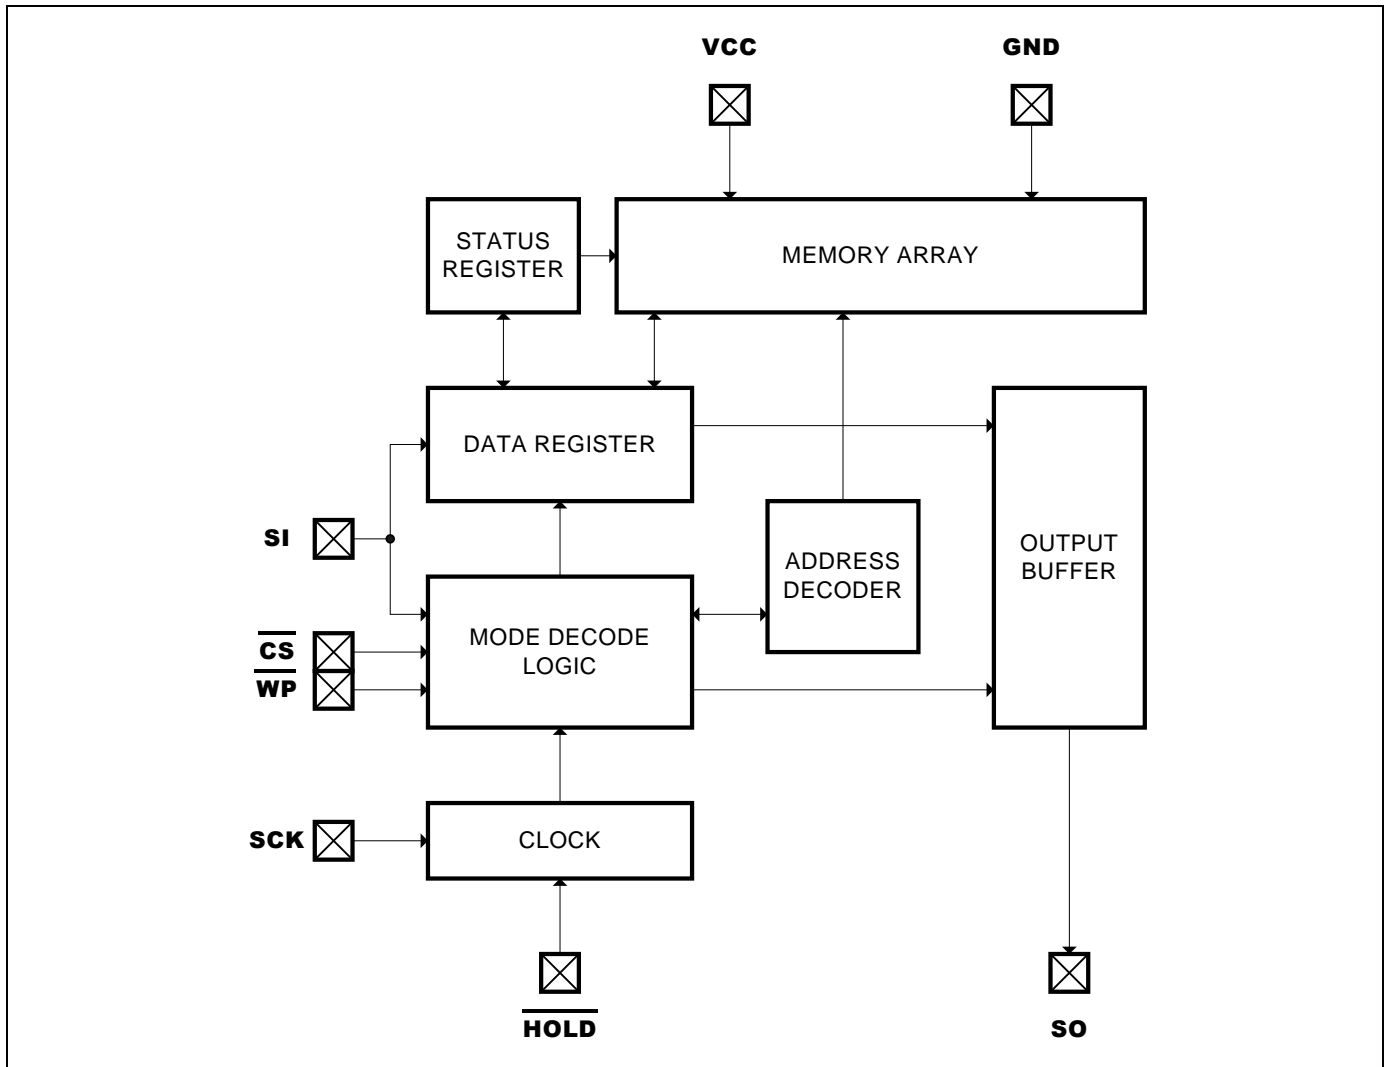 VCC
GND
STATUS
REGISTER
MEMORY ARRAY
DATA REGISTER
SI
ADDRESS
DECODER
OUTPUT
BUFFER
CS
WP
MODE DECODE
LOGIC
SCK
CLOCK
HOLD
SO